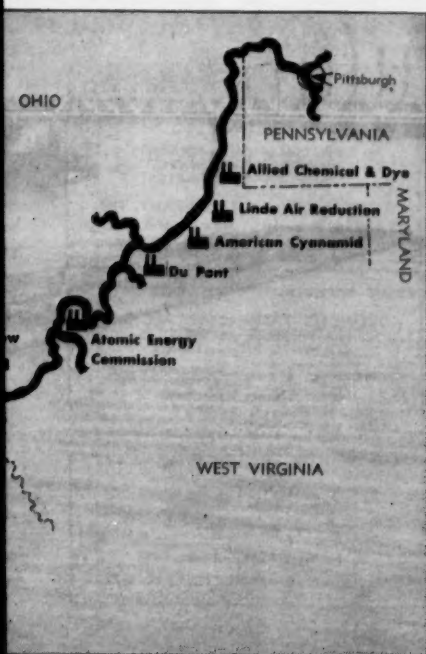 Pittsburgh
OHIO
PENNSYLVANIA
Allied Chemical & Dye
MARYLAND
Linde Air Reduction
American Cyanamid
Du Pont
Atomic Energy
Commission
WEST VIRGINIA